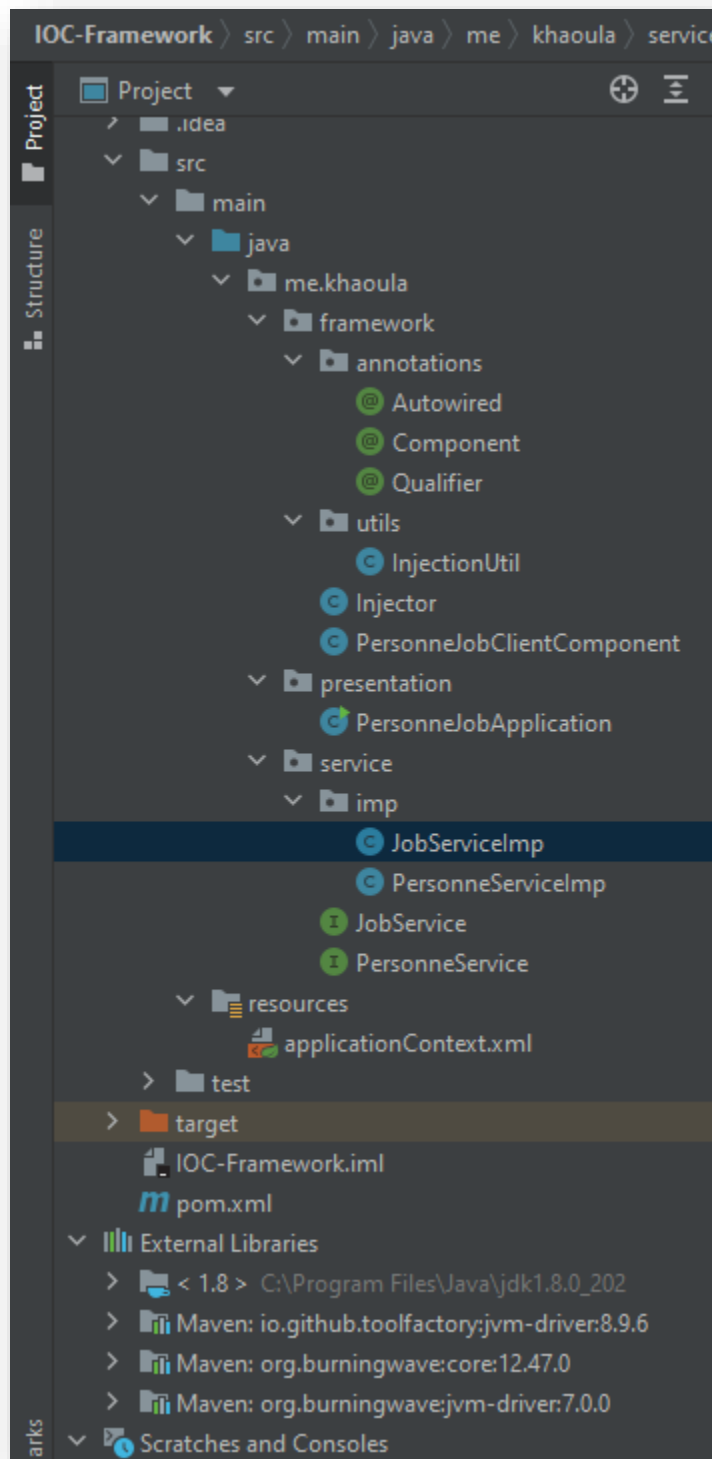 IOC-Framework 〉 src 〉 main 〉 java 〉 me 〉 khaoula 〉 service
Project
Project
Structure
.idea
src
main
java
me.khaoula
framework
annotations
Autowired
Component
Qualifier
utils
InjectionUtil
Injector
PersonneJobClientComponent
presentation
PersonneJobApplication
service
imp
JobServiceImp
PersonneServiceImp
JobService
PersonneService
resources
applicationContext.xml
test
target
IOC-Framework.iml
pom.xml
External Libraries
< 1.8 > C:\Program Files\Java\jdk1.8.0_202
Maven: io.github.toolfactory:jvm-driver:8.9.6
Maven: org.burningwave:core:12.47.0
Maven: org.burningwave:jvm-driver:7.0.0
Scratches and Consoles
arks